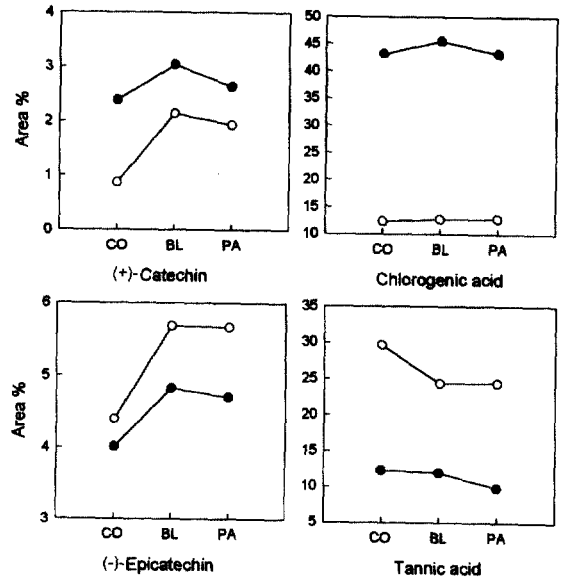 4
3
2
1
0
Area %
CO BL PA
(+)-Catechin
50
45
40
35
30
25
20
15
10
CO BL PA
Chlorogenic acid
6
5
4
3
Area %
CO BL PA
(-)-Epicatechin
35
30
25
20
15
10
5
CO BL PA
Tannic acid